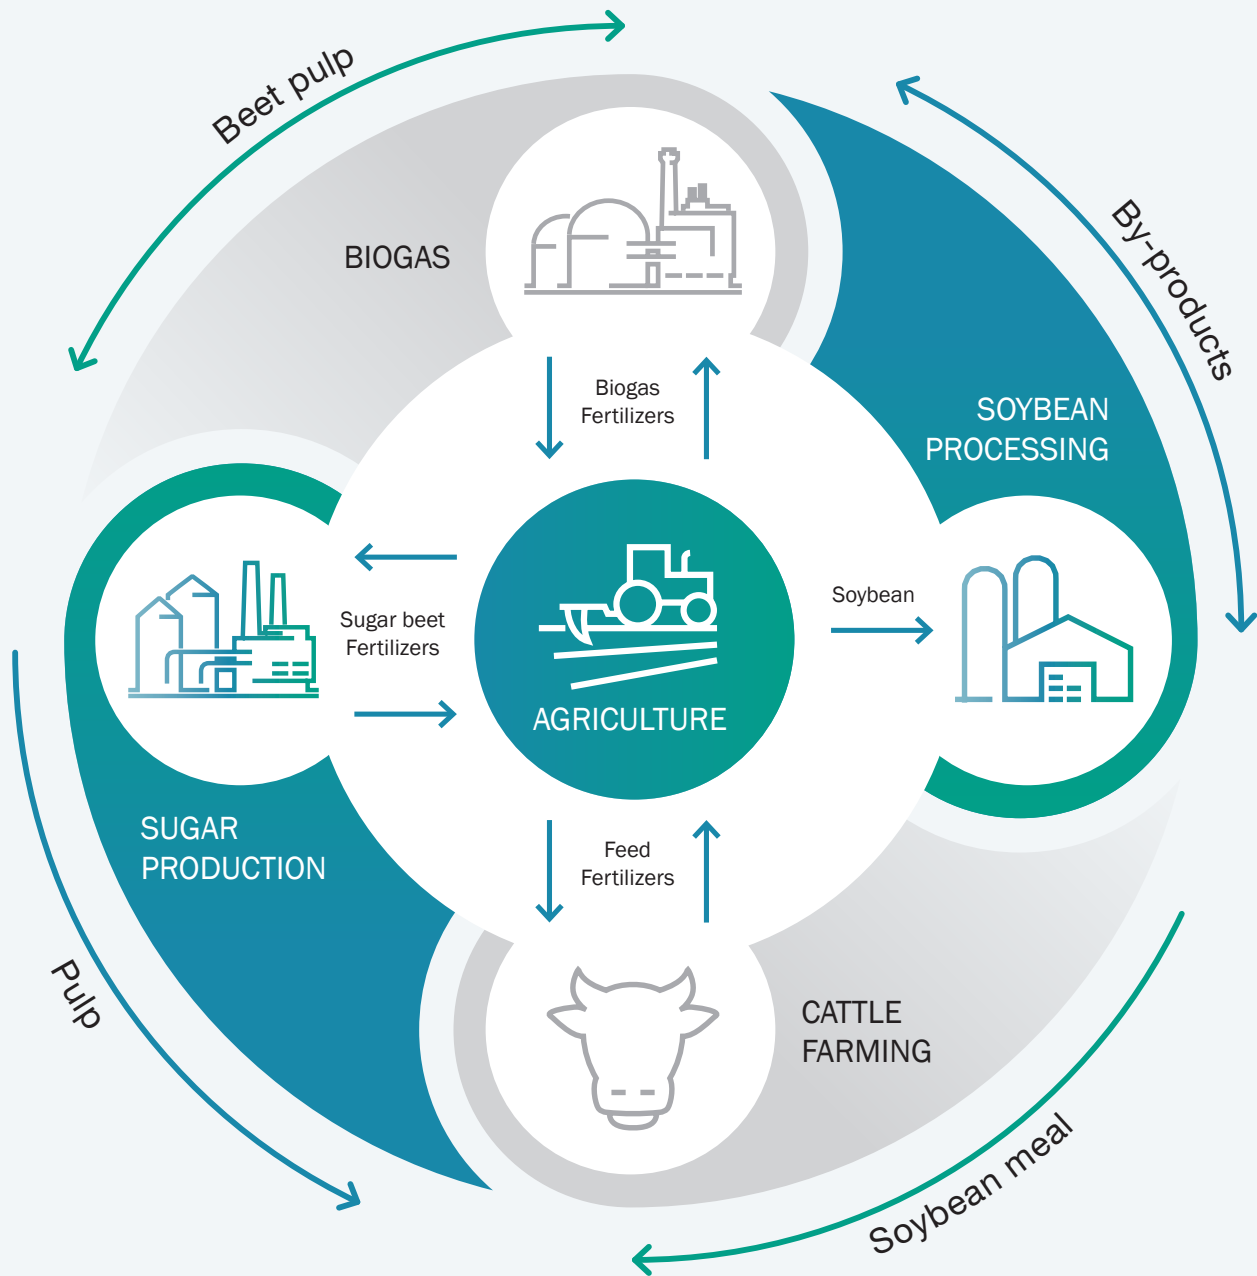 Beet pulp
By-products
BIOGAS
Biogas
Fertilizers
SOYBEAN
PROCESSING
Sugar beet
Fertilizers
Soybean
AGRICULTURE
SUGAR
PRODUCTION
Feed
Fertilizers
Pulp
CATTLE
FARMING
Soybean meal